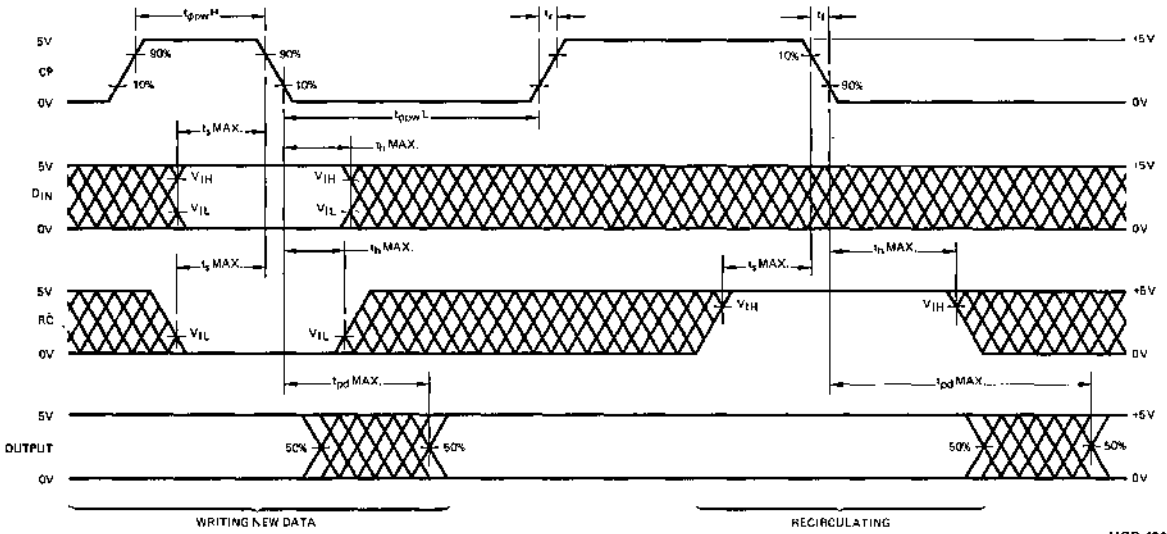 tφpwH
tr
tf
5V
90%
90%
10%
+5V
CP
10%
10%
90%
0V
0V
tφpwL
ts MAX.
th MAX.
5V
+5V
VIH
VIH
DIN
VIL
VIL
0V
0V
ts MAX.
th MAX.
ts MAX.
th MAX.
5V
+5V
VIH
VIH
RC
VIL
VIL
0V
0V
tpd MAX.
tpd MAX.
5V
+5V
OUTPUT
50%
50%
50%
50%
0V
0V
WRITING NEW DATA
RECIRCULATING